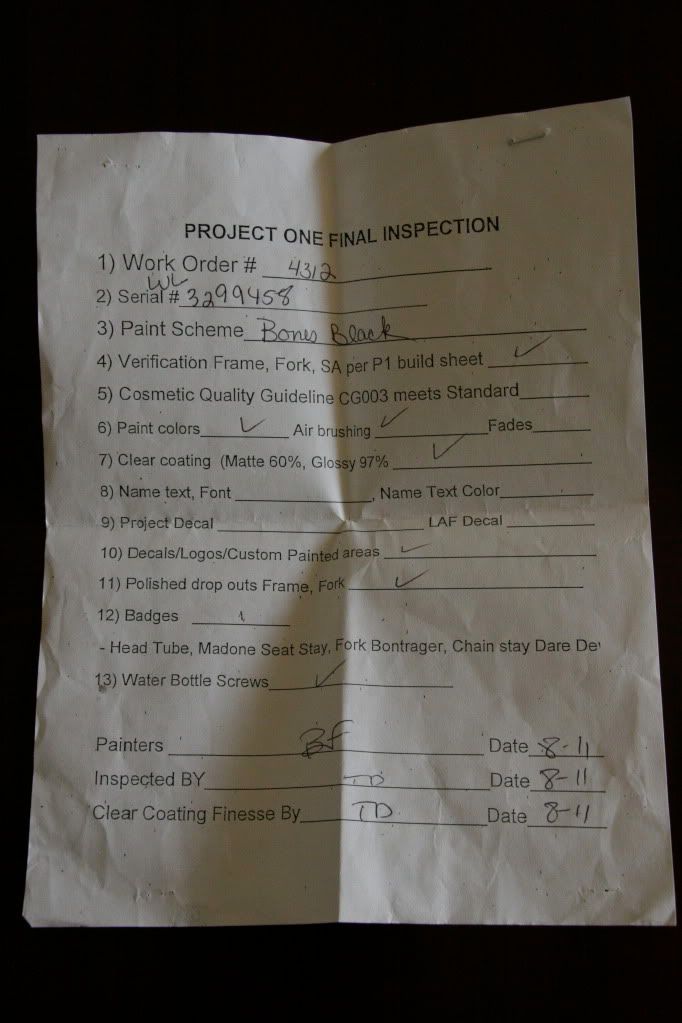 PROJECT ONE FINAL INSPECTION
1) Work Order # 4312
WL
2) Serial # 3299458
3) Paint Scheme Bones Black
4) Verification Frame, Fork, SA per P1 build sheet ✓
5) Cosmetic Quality Guideline CG003 meets Standard
6) Paint colors ✓ Air brushing ✓ Fades
7) Clear coating (Matte 60%, Glossy 97% ✓
8) Name text, Font , Name Text Color
9) Project Decal LAF Decal
10) Decals/Logos/Custom Painted areas ✓
11) Polished drop outs Frame, Fork ✓
12) Badges
- Head Tube, Madone Seat Stay, Fork Bontrager, Chain stay Dare De
13) Water Bottle Screws ✓
Painters BF Date 8-11
Inspected BY TD Date 8-11
Clear Coating Finesse By TD Date 8-11